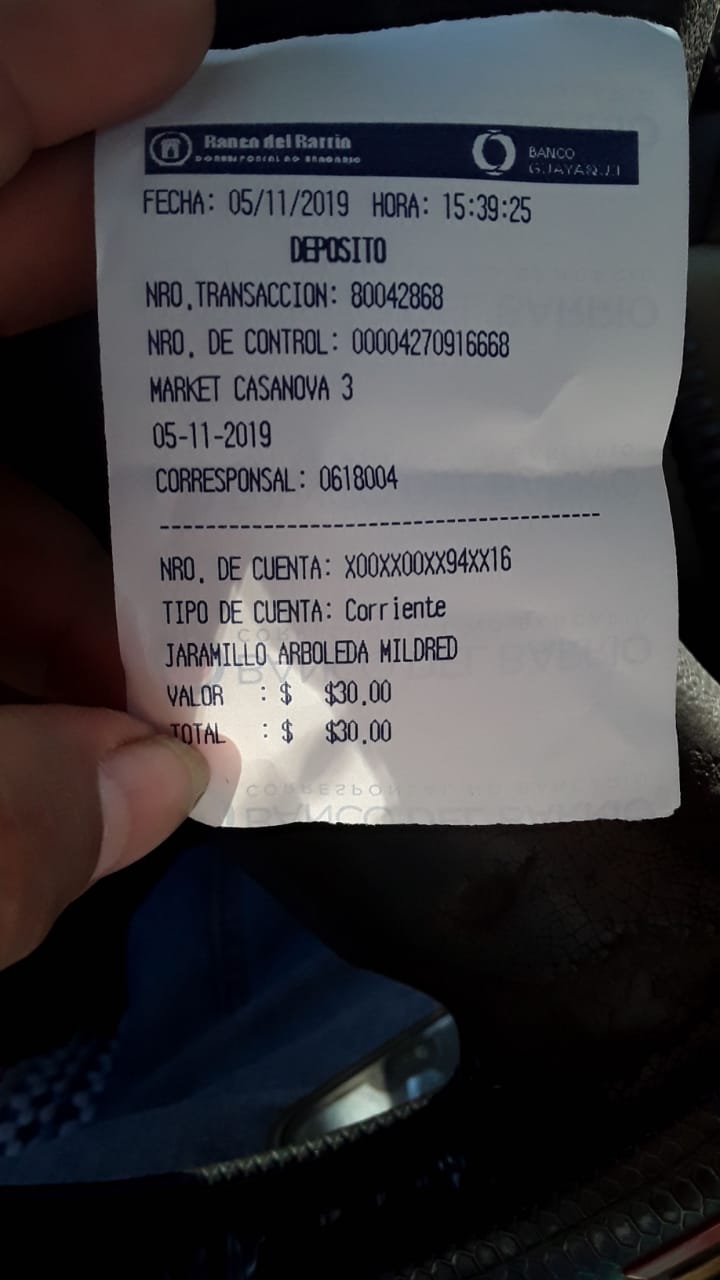 Banco del Barrio
CORRESPONSAL NO BANCARIO
BANCO
GUAYAQUIL
FECHA: 05/11/2019 HORA: 15:39:25
DEPOSITO
NRO.TRANSACCION: 80042868
NRO. DE CONTROL: 00004270916668
MARKET CASANOVA 3
05-11-2019
CORRESPONSAL: 0618004
------------------------------------------
NRO. DE CUENTA: X00XX00XX94XX16
TIPO DE CUENTA: Corriente
JARAMILLO ARBOLEDA MILDRED
VALOR : $ $30.00
TOTAL : $ $30.00